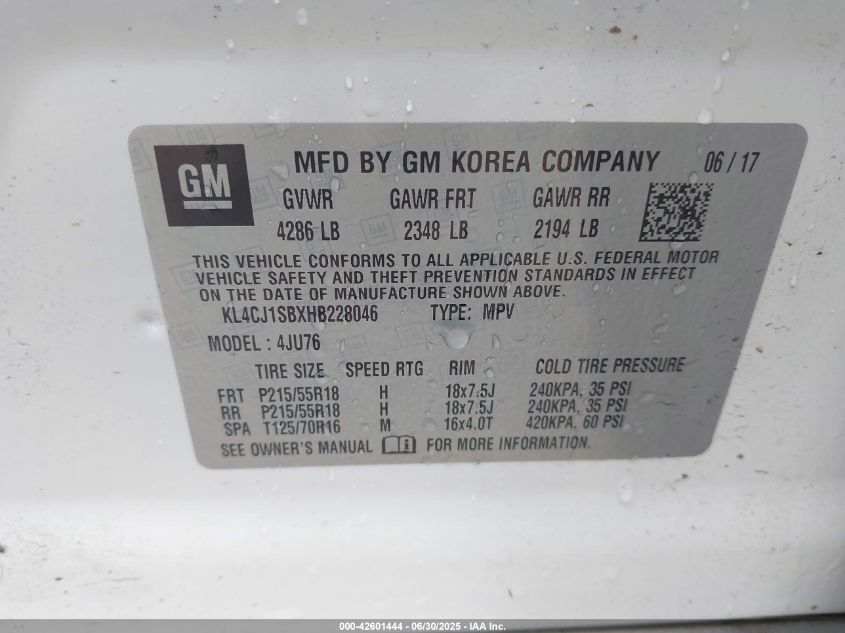 GM
MFD BY GM KOREA COMPANY 06/17
GVWR GAWR FRT GAWR RR
4286 LB 2348 LB 2194 LB
THIS VEHICLE CONFORMS TO ALL APPLICABLE U.S. FEDERAL MOTOR
VEHICLE SAFETY AND THEFT PREVENTION STANDARDS IN EFFECT
ON THE DATE OF MANUFACTURE SHOWN ABOVE.
KL4CJ1SBXHB228046 TYPE: MPV
MODEL: 4JU76
TIRE SIZE SPEED RTG RIM COLD TIRE PRESSURE
FRT P215/55R18 H 18x7.5J 240KPA, 35 PSI
RR P215/55R18 H 18x7.5J 240KPA, 35 PSI
SPA T125/70R16 M 16x4.0T 420KPA, 60 PSI
SEE OWNER'S MANUAL FOR MORE INFORMATION.
000-42601444 - 06/30/2025 - IAA Inc.